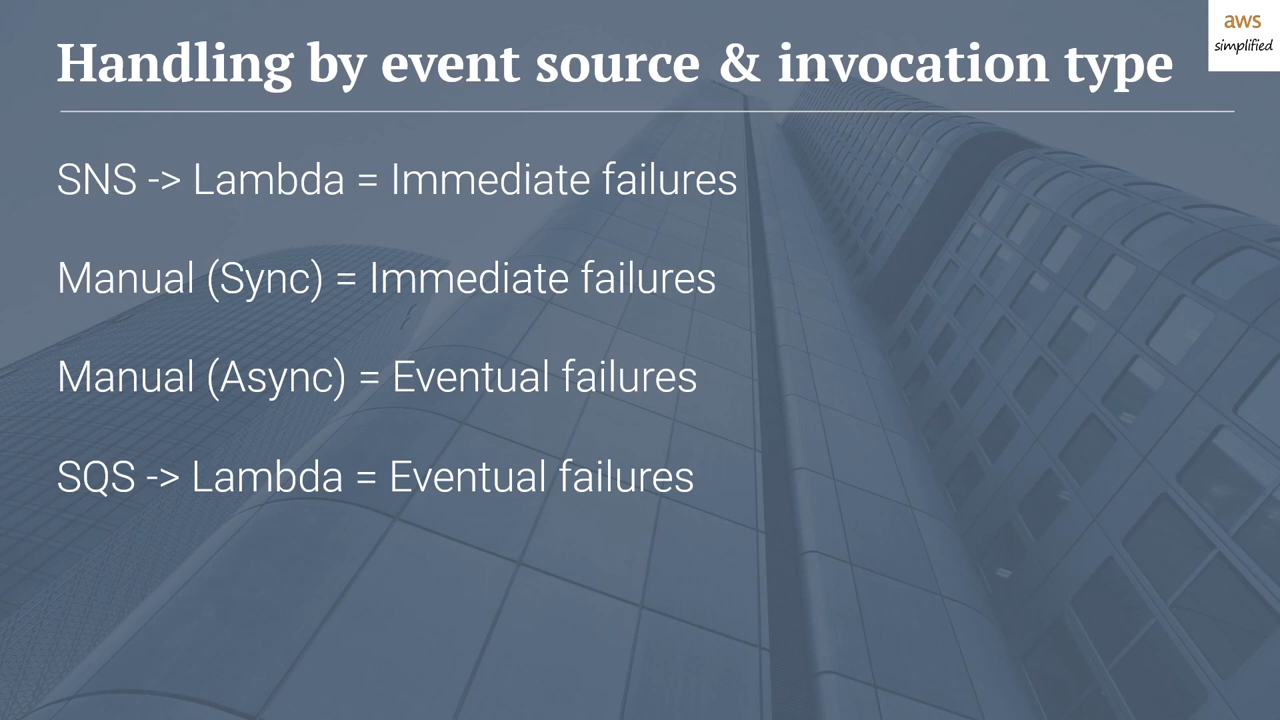 Handling by event source & invocation type
aws
simplified
SNS -> Lambda = Immediate failures
Manual (Sync) = Immediate failures
Manual (Async) = Eventual failures
SQS -> Lambda = Eventual failures